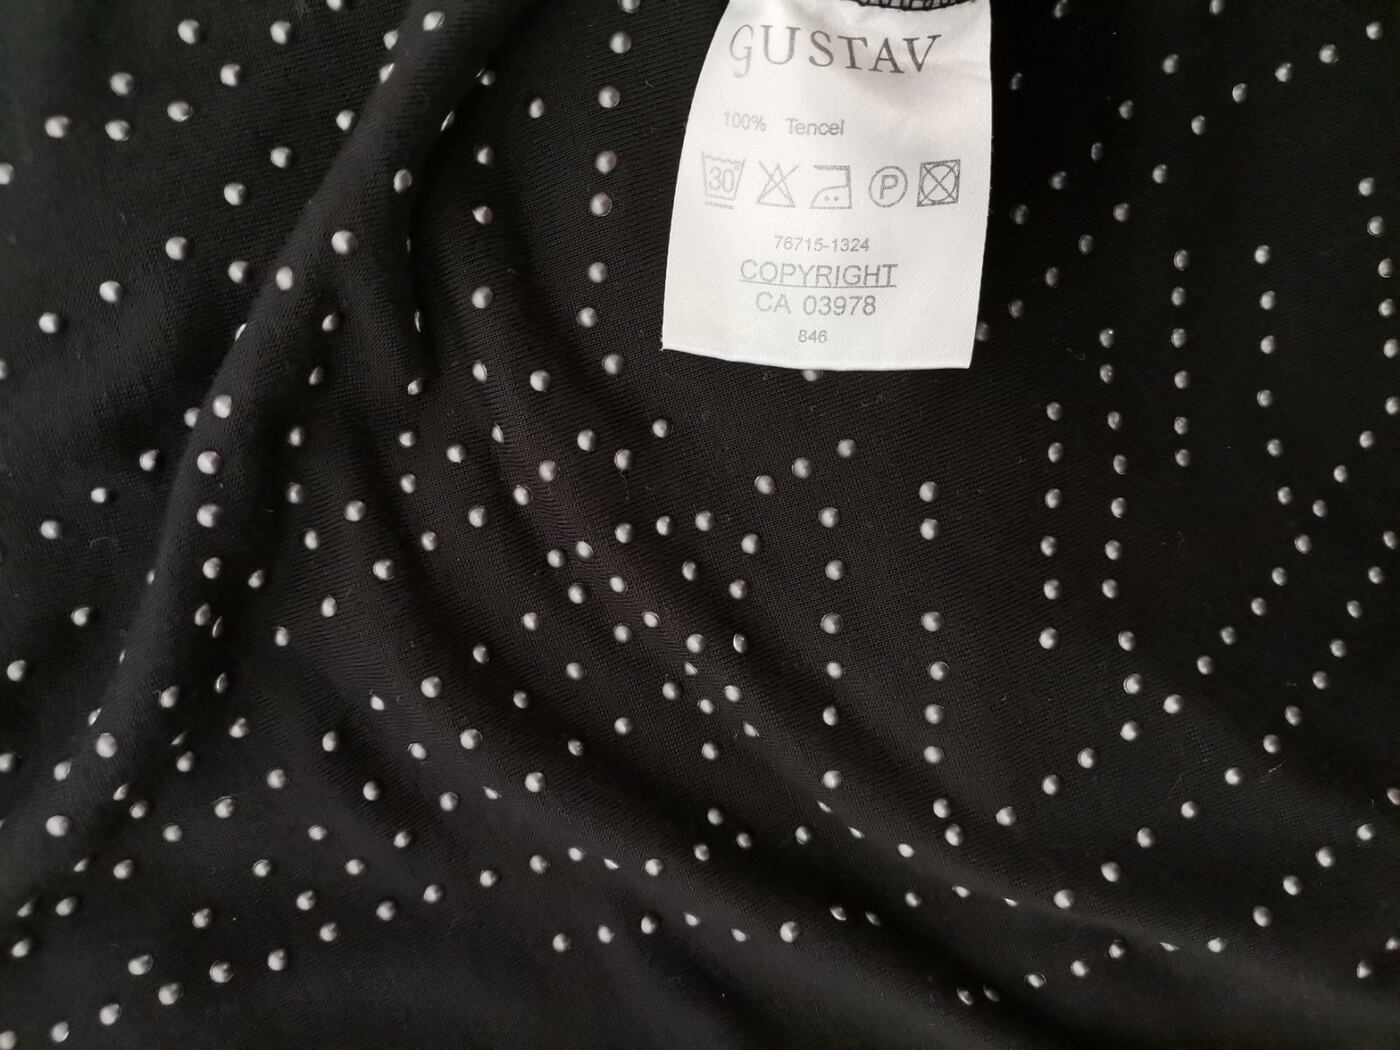 GUSTAV
100% Tencel
30° P
76715-1324
COPYRIGHT
CA 03978
846